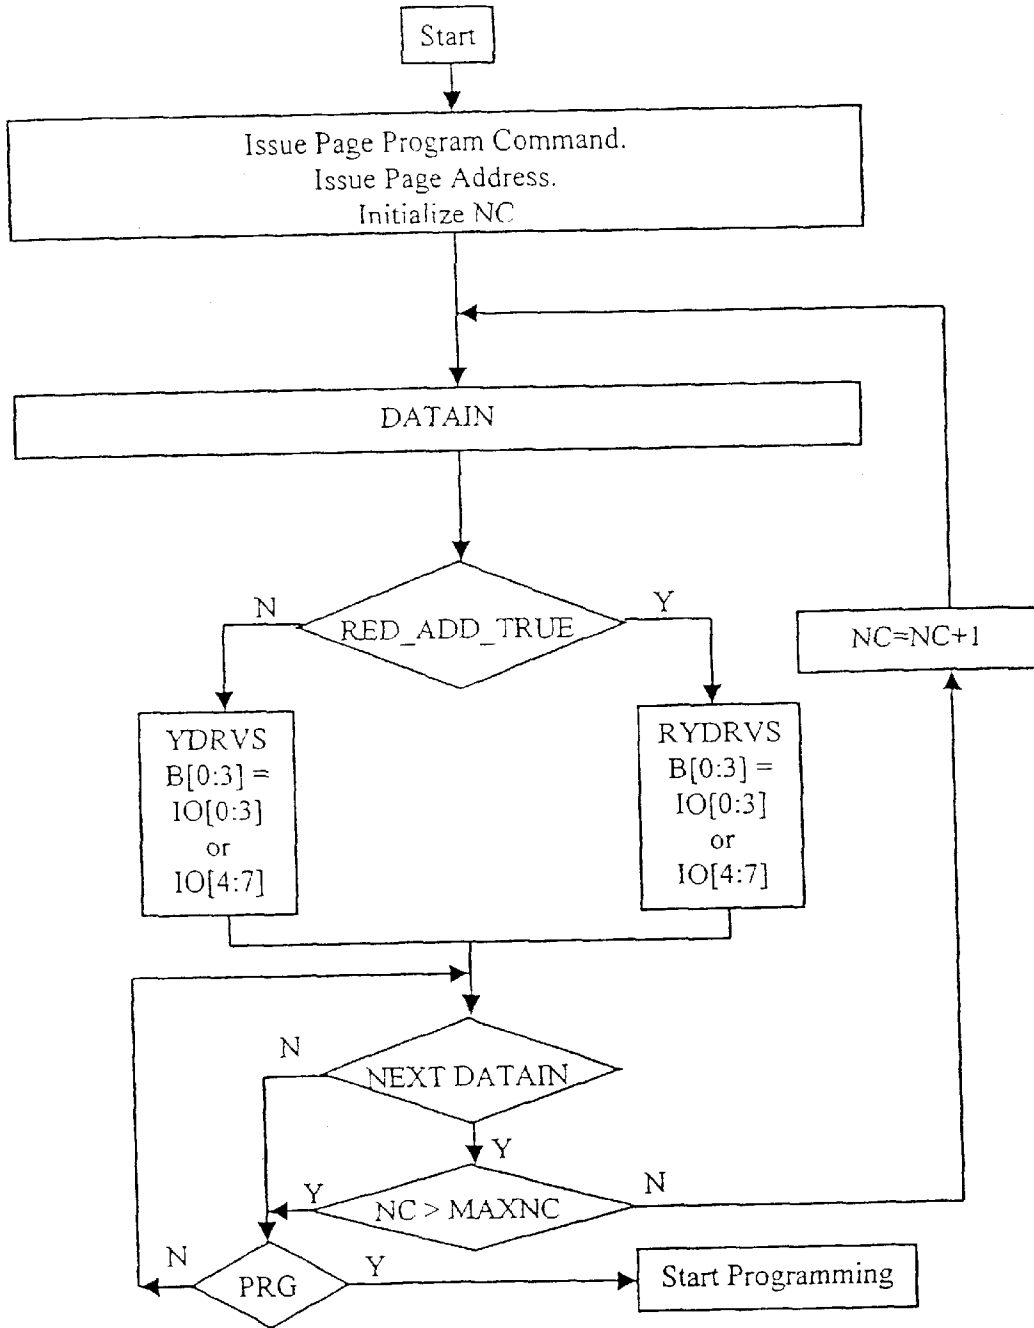 Start
Issue Page Program Command.
Issue Page Address.
Initialize NC
DATAIN
N
RED_ADD_TRUE
Y
NC=NC+1
YDRVS
B[0:3] =
IO[0:3]
or
IO[4:7]
RYDRVS
B[0:3] =
IO[0:3]
or
IO[4:7]
N
NEXT DATAIN
Y
Y
NC > MAXNC
N
N
PRG
Y
Start Programming